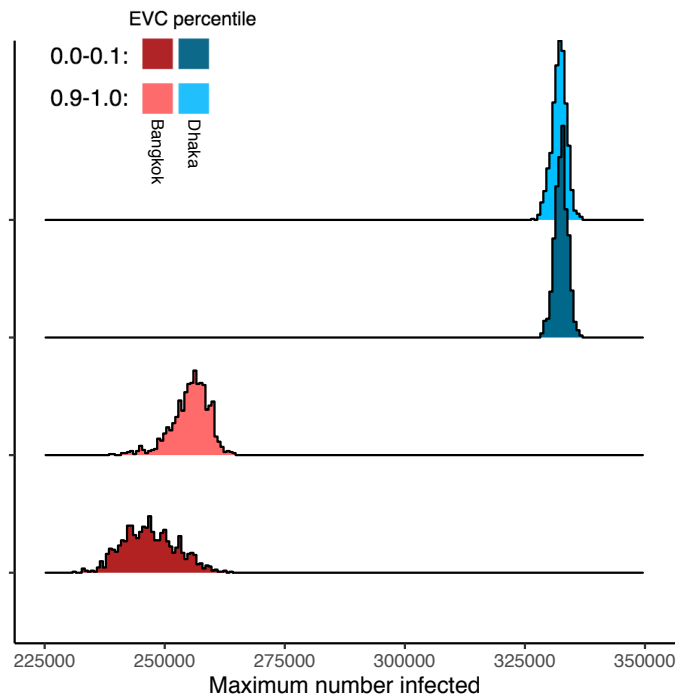 EVC percentile
0.0-0.1:
0.9-1.0:
Bangkok
Dhaka
225000 250000 275000 300000 325000 350000
Maximum number infected